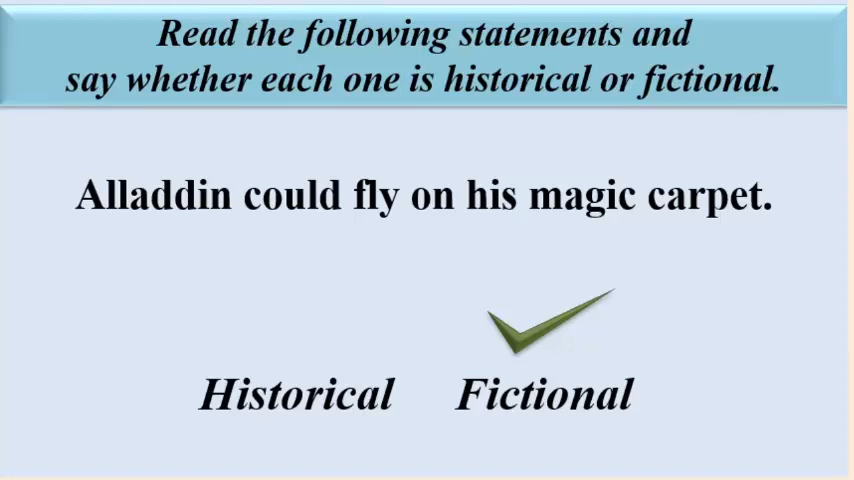 Read the following statements and
say whether each one is historical or fictional.
Alladdin could fly on his magic carpet.
Historical Fictional